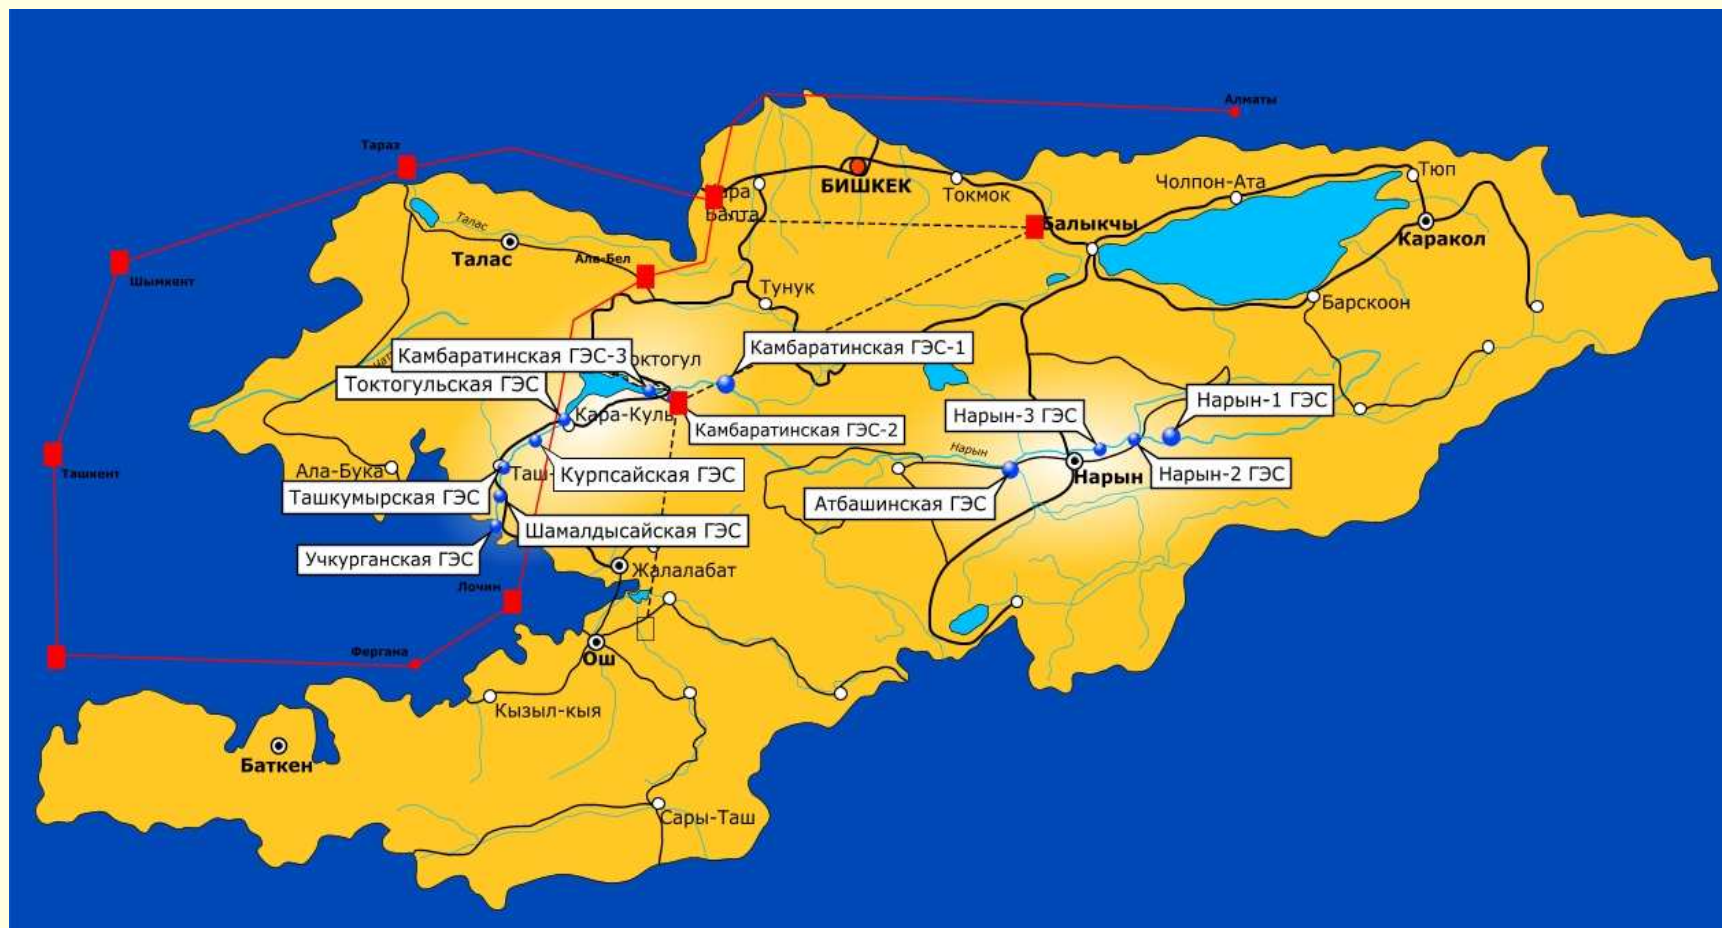 Алматы
Тараз
Тюп
Чолпон-Ата
БИШКЕК
Токмок
Балта
Талас
Балыкчы
Каракол
Талас
Ала-Бел
Шымкент
Тунук
Барскоон
Камбаратинская ГЭС-3
Камбаратинская ГЭС-1
Токтогульская ГЭС
Нарын-1 ГЭС
Кара-Куль
Нарын-3 ГЭС
Камбаратинская ГЭС-2
Нарын
Ала-Бука
Ташкент
Курпсайская ГЭС
Нарын
Нарын-2 ГЭС
Ташкумырская ГЭС
Атбашинская ГЭС
Шамалдысайская ГЭС
Учкурганская ГЭС
Жалалабат
Лочин
Фергана
Ош
Кызыл-кыя
Баткен
Сары-Таш